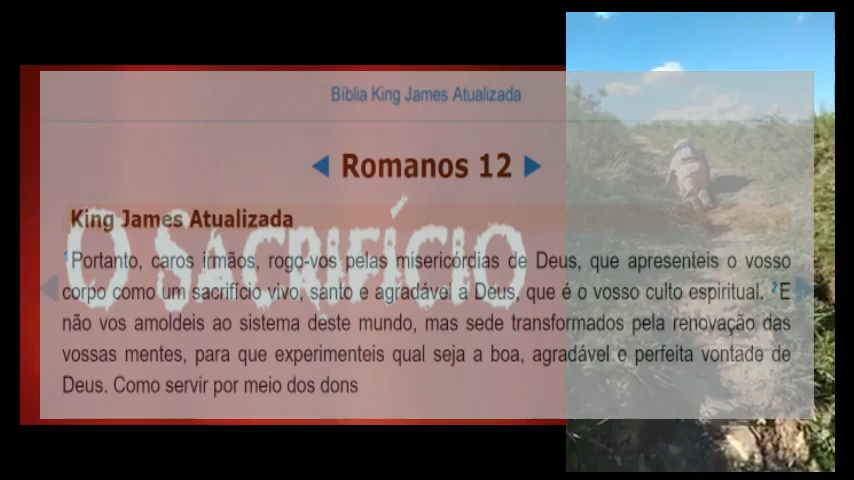 Bíblia King James Atualizada
Romanos 12
King James Atualizada
O SACRIFÍCIO
¹Portanto, caros irmãos, rogo-vos pelas misericórdias de Deus, que apresenteis o vosso
corpo como um sacrifício vivo, santo e agradável a Deus, que é o vosso culto espiritual. ²E
não vos amoldeis ao sistema deste mundo, mas sede transformados pela renovação das
vossas mentes, para que experimenteis qual seja a boa, agradável e perfeita vontade de
Deus. Como servir por meio dos dons